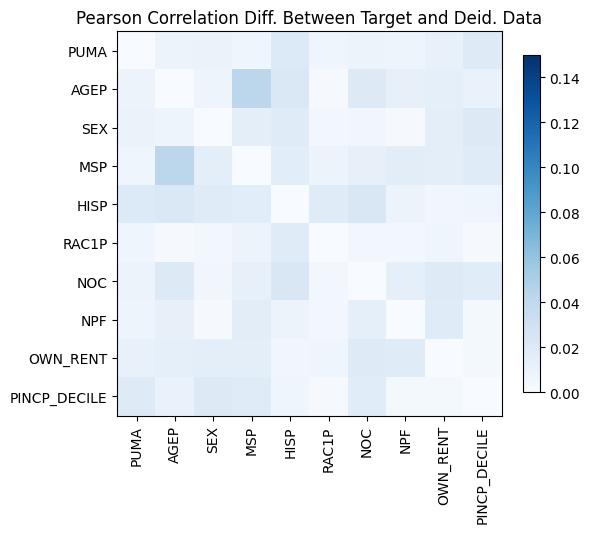 Pearson Correlation Diff. Between Target and Deid. Data
PUMA
AGEP
SEX
MSP
HISP
RAC1P
NOC
NPF
OWN_RENT
PINCP_DECILE
PUMA
AGEP
SEX
MSP
HISP
RAC1P
NOC
NPF
OWN_RENT
PINCP_DECILE
0.14
0.12
0.10
0.08
0.06
0.04
0.02
0.00